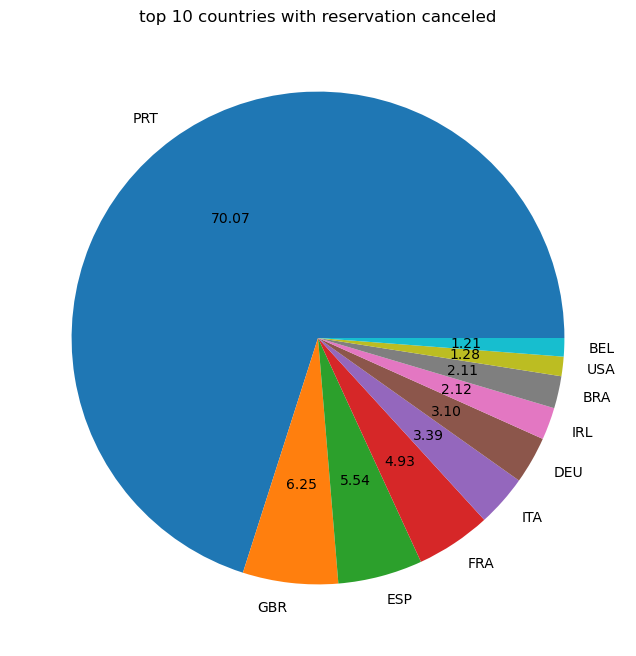 top 10 countries with reservation canceled
PRT
70.07
1.21
BEL
1.28
USA
2.11
BRA
2.12
IRL
3.10
DEU
3.39
ITA
4.93
FRA
5.54
ESP
6.25
GBR